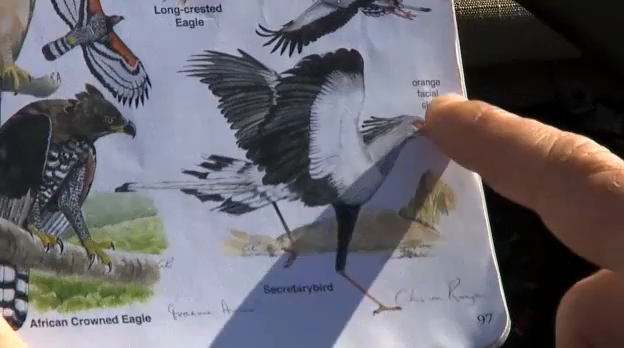 Long-crested
Eagle
orange
facial
Secretarybird
African Crowned Eagle
97